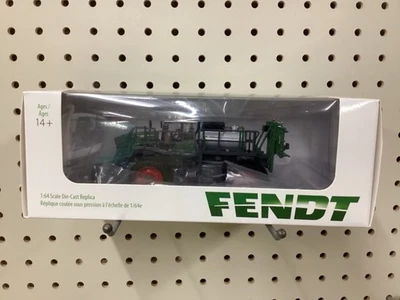 Ages /
Âges
14+
1:64 Scale Die-Cast Replica
Réplique coulée sous pression à l'échelle de 1/64e
FENDT